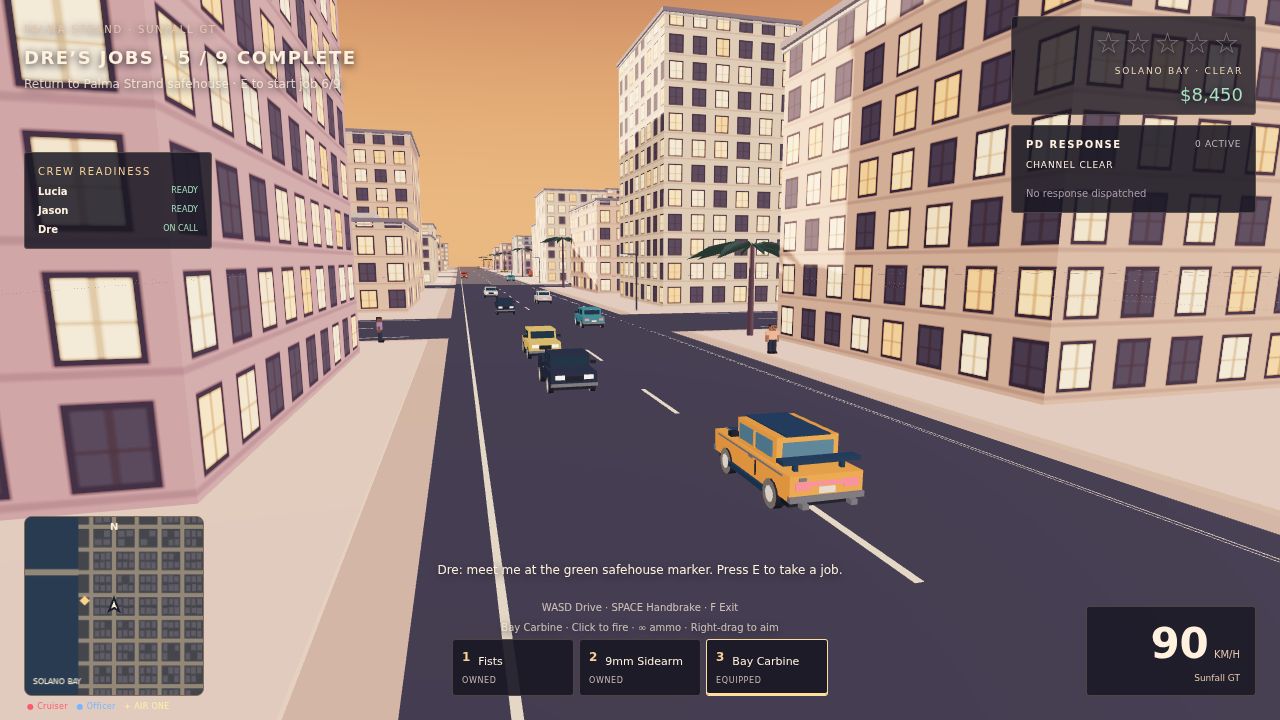 PALMA STRAND · SUNFALL GT
DRE'S JOBS · 5 / 9 COMPLETE
Return to Palma Strand safehouse · E to start job 6/9
CREW READINESS
Lucia READY
Jason READY
Dre ON CALL
☆ ☆ ☆ ☆ ☆
SOLANO BAY · CLEAR
$8,450
PD RESPONSE 0 ACTIVE
CHANNEL CLEAR
No response dispatched
N
SOLANO BAY
● Cruiser ● Officer + AIR ONE
Dre: meet me at the green safehouse marker. Press E to take a job.
WASD Drive · SPACE Handbrake · F Exit
Bay Carbine · Click to fire · ∞ ammo · Right-drag to aim
1 Fists
OWNED
2 9mm Sidearm
OWNED
3 Bay Carbine
EQUIPPED
90 KM/H
Sunfall GT